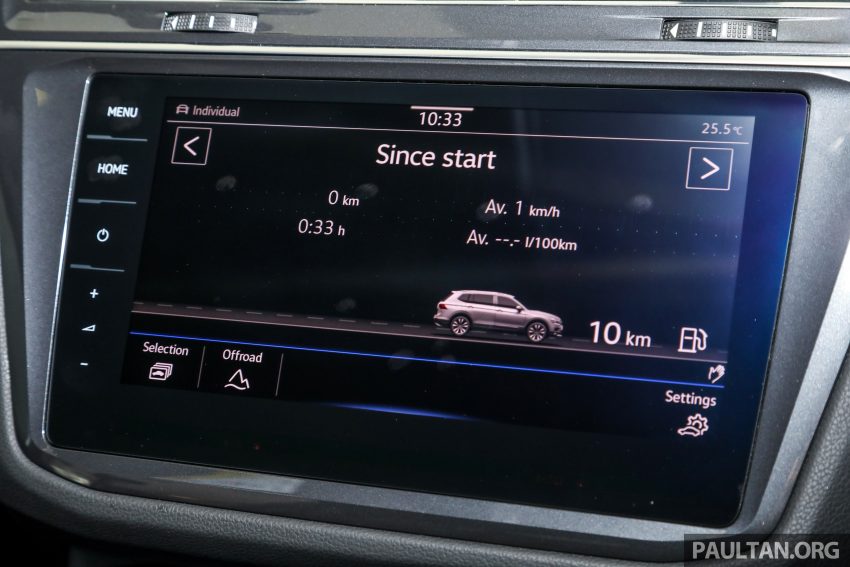 MENU
HOME
+
-
Individual
10:33
25.5 °C
<
Since start
>
0 km
Av. 1 km/h
0:33 h
Av. --.- l/100km
10 km
Selection
Offroad
Settings
PAULTAN.ORG